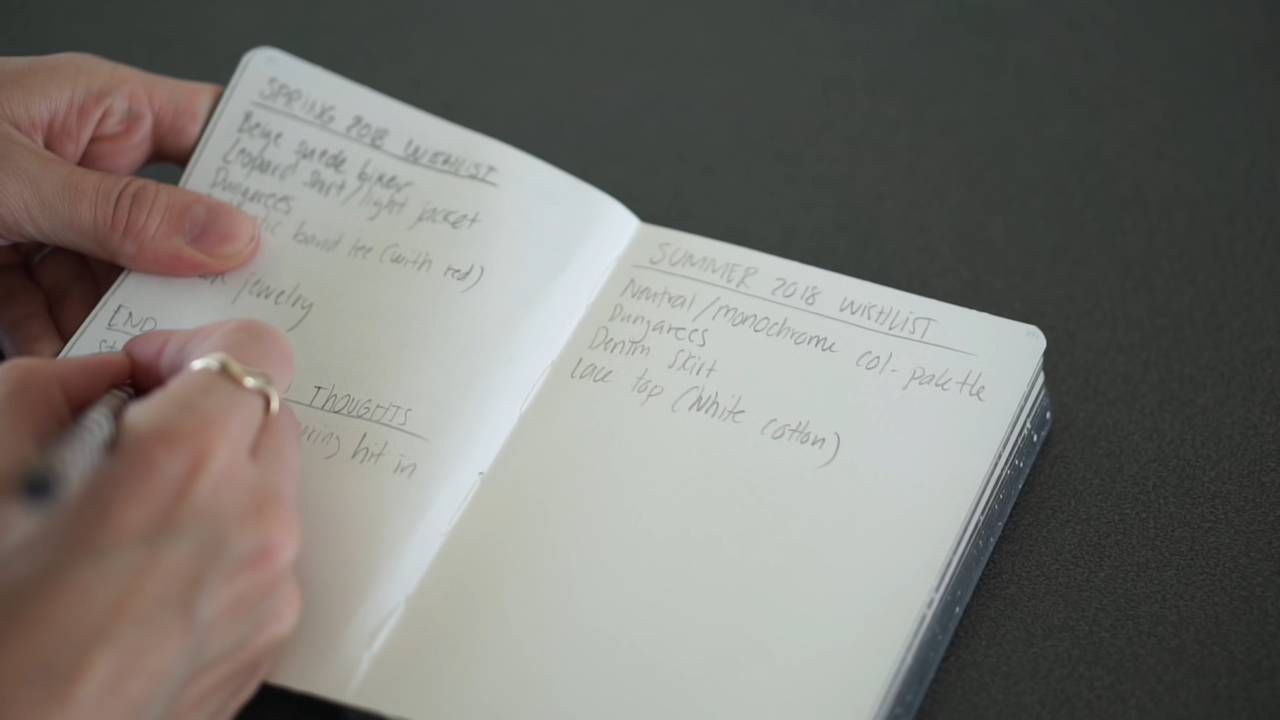 SPRING 2018 WISHLIST
Beige suede biker
Leopard skirt/light jacket
Dungarees
band tee (with red)
jewelry
END
THOUGHTS
hit in
SUMMER 2018 WISHLIST
Neutral/monochrome col-palette
Dungarees
Denim skirt
Lace top (white cotton)